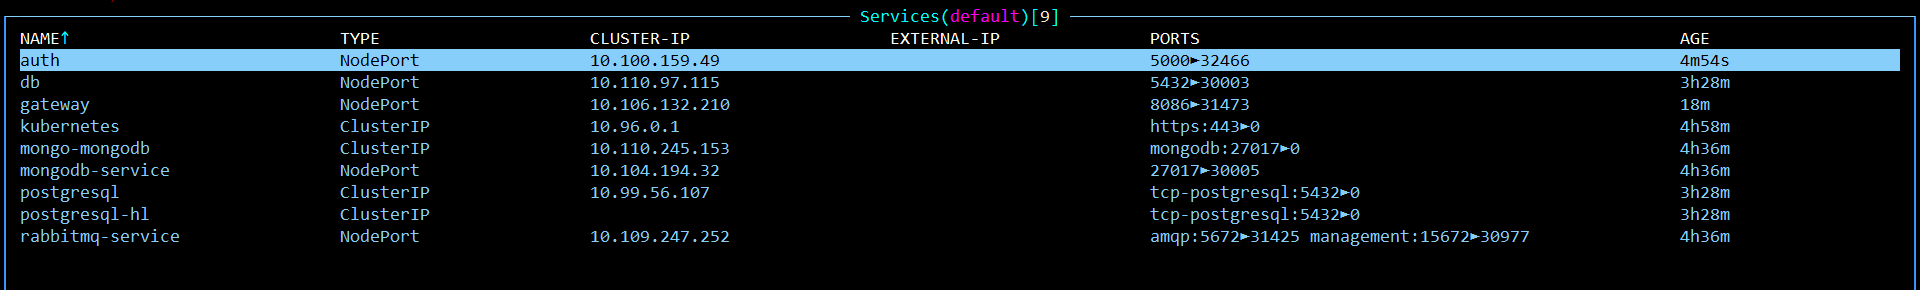 Services(default)[9]
NAME↑ TYPE CLUSTER-IP EXTERNAL-IP PORTS AGE
auth NodePort 10.100.159.49 5000►32466 4m54s
db NodePort 10.110.97.115 5432►30003 3h28m
gateway NodePort 10.106.132.210 8086►31473 18m
kubernetes ClusterIP 10.96.0.1 https:443►0 4h58m
mongo-mongodb ClusterIP 10.110.245.153 mongodb:27017►0 4h36m
mongodb-service NodePort 10.104.194.32 27017►30005 4h36m
postgresql ClusterIP 10.99.56.107 tcp-postgresql:5432►0 3h28m
postgresql-hl ClusterIP tcp-postgresql:5432►0 3h28m
rabbitmq-service NodePort 10.109.247.252 amqp:5672►31425 management:15672►30977 4h36m